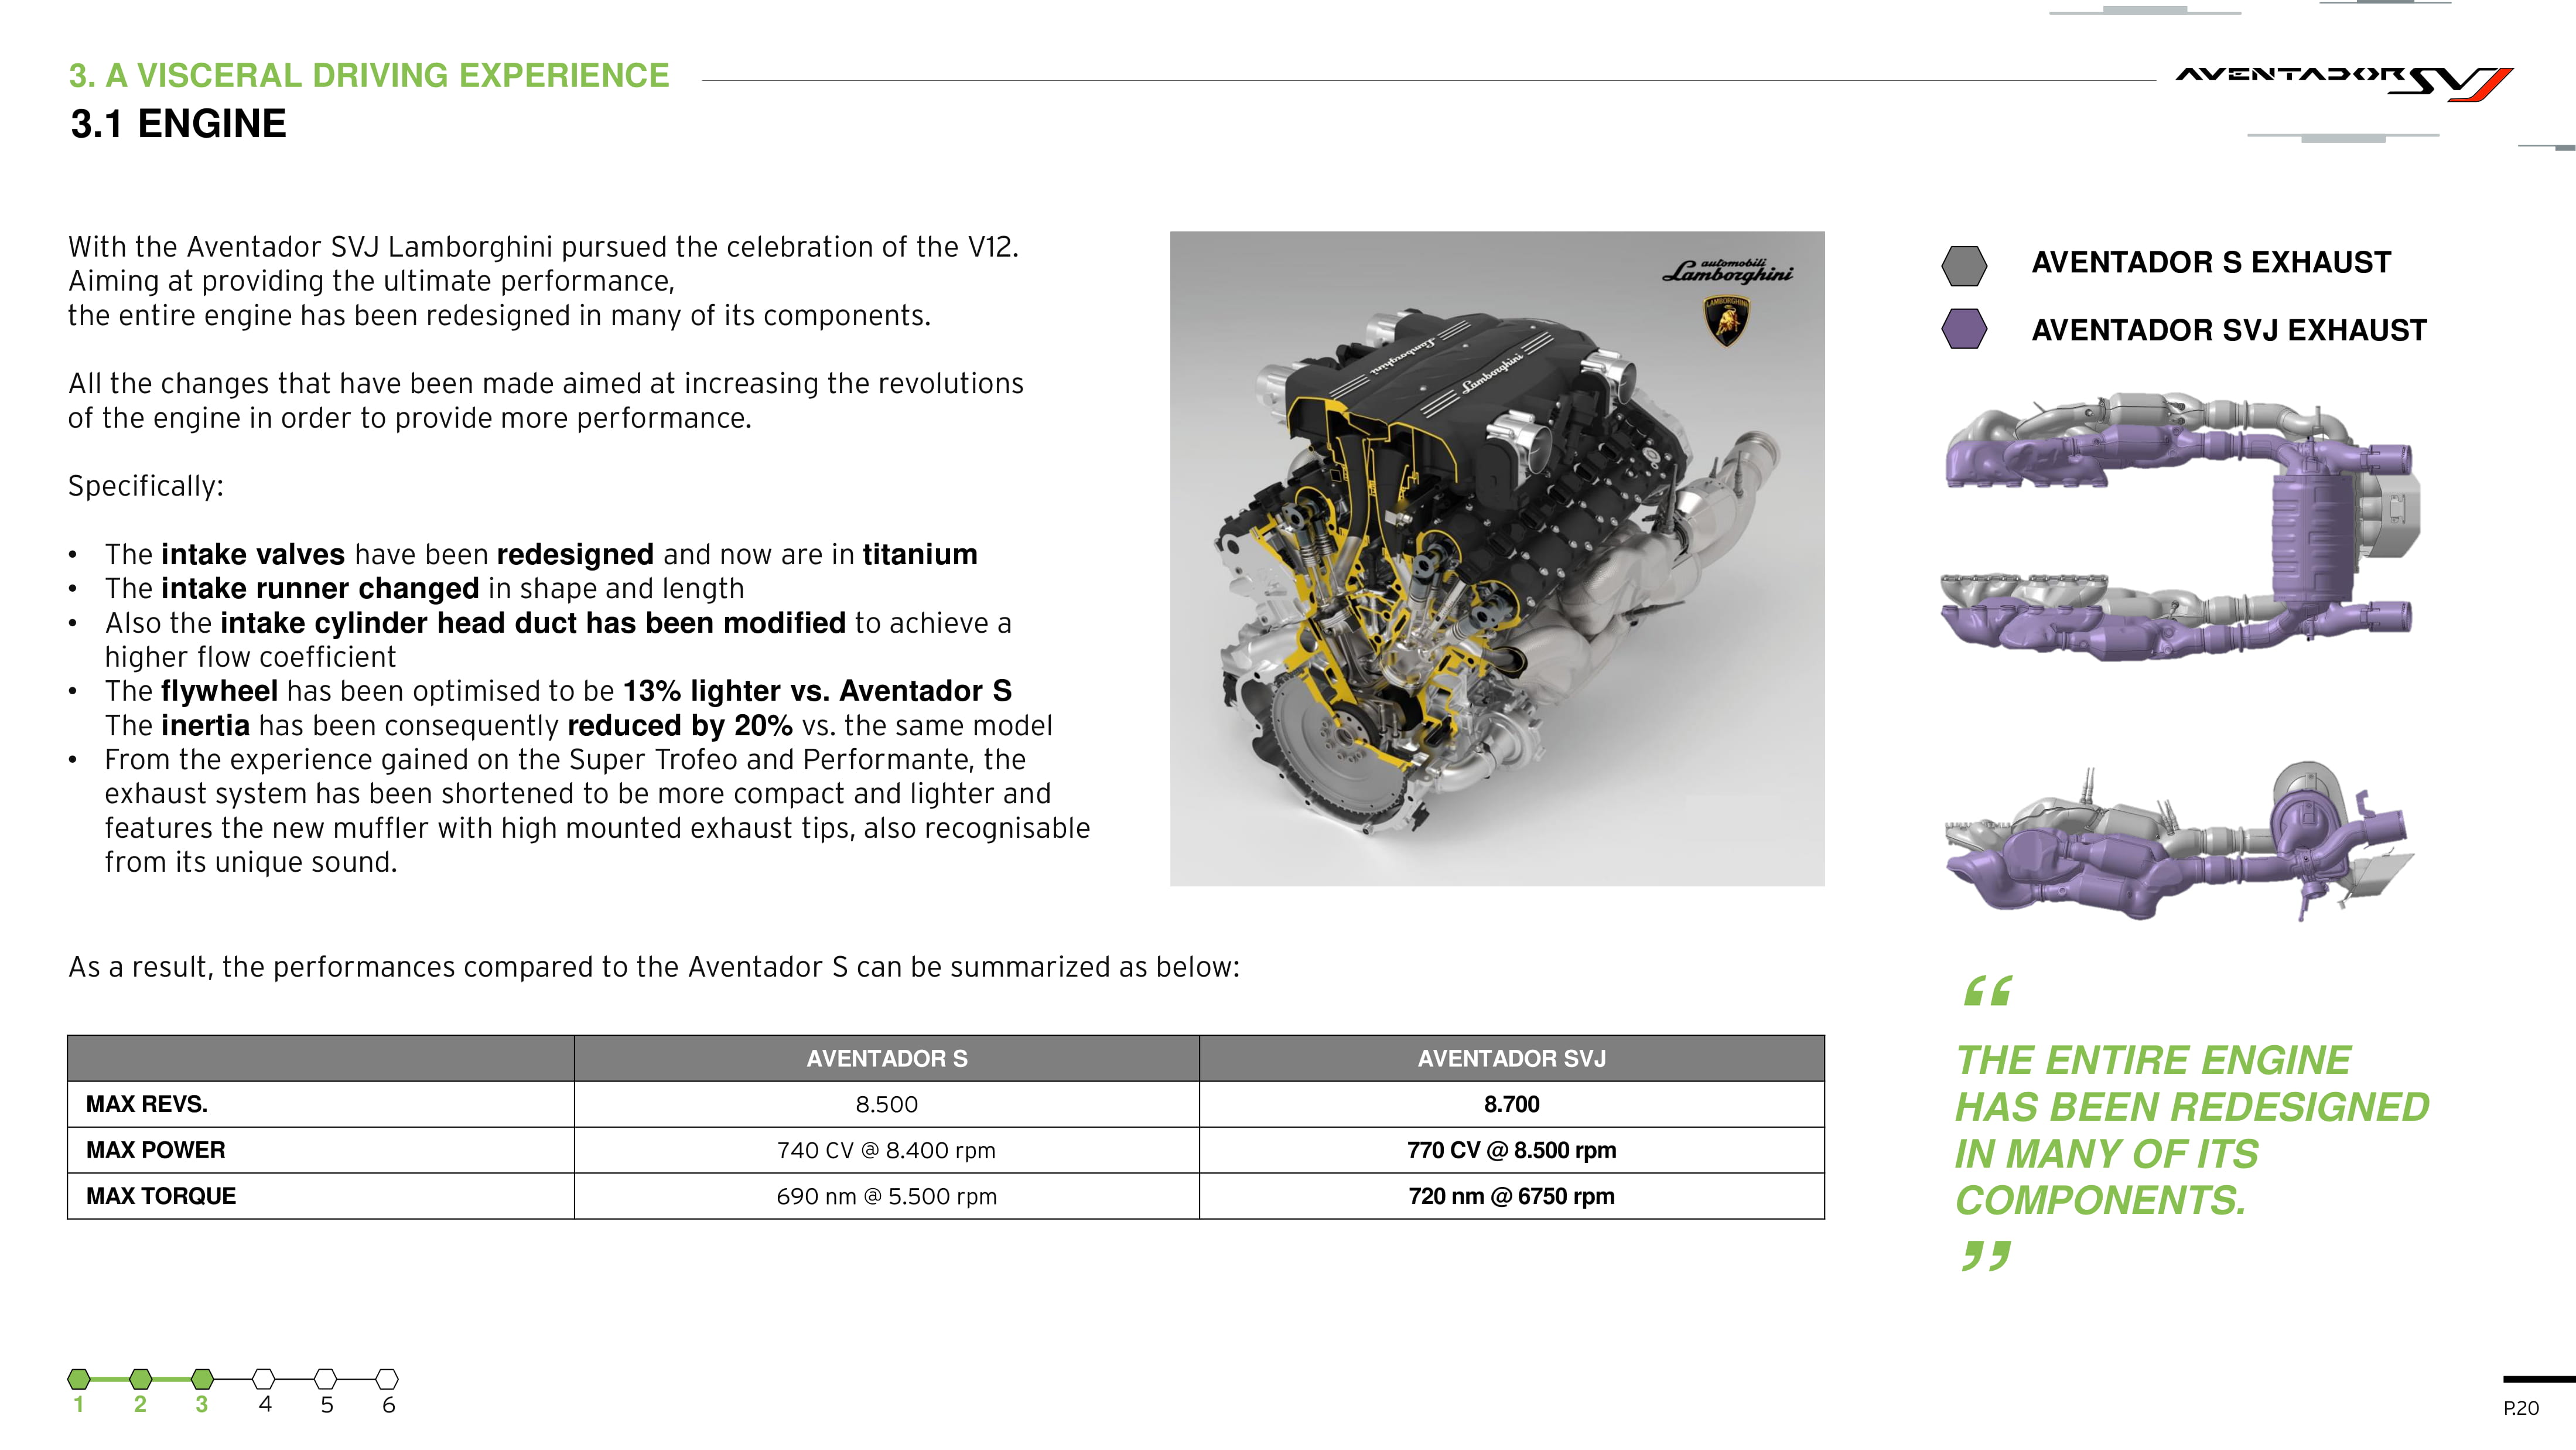 3. A VISCERAL DRIVING EXPERIENCE
AVENTADOR SVJ
3.1 ENGINE
With the Aventador SVJ Lamborghini pursued the celebration of the V12.
Aiming at providing the ultimate performance,
the entire engine has been redesigned in many of its components.
All the changes that have been made aimed at increasing the revolutions
of the engine in order to provide more performance.
Specifically:
• The intake valves have been redesigned and now are in titanium
• The intake runner changed in shape and length
• Also the intake cylinder head duct has been modified to achieve a
higher flow coefficient
• The flywheel has been optimised to be 13% lighter vs. Aventador S
The inertia has been consequently reduced by 20% vs. the same model
• From the experience gained on the Super Trofeo and Performante, the
exhaust system has been shortened to be more compact and lighter and
features the new muffler with high mounted exhaust tips, also recognisable
from its unique sound.
automobili
Lamborghini
LAMBORGHINI
Lamborghini
Lamborghini
AVENTADOR S EXHAUST
AVENTADOR SVJ EXHAUST
As a result, the performances compared to the Aventador S can be summarized as below:
AVENTADOR S AVENTADOR SVJ
MAX REVS. 8.500 8.700
MAX POWER 740 CV @ 8.400 rpm 770 CV @ 8.500 rpm
MAX TORQUE 690 nm @ 5.500 rpm 720 nm @ 6750 rpm
“
THE ENTIRE ENGINE
HAS BEEN REDESIGNED
IN MANY OF ITS
COMPONENTS.
”
1 2 3 4 5 6
P.20